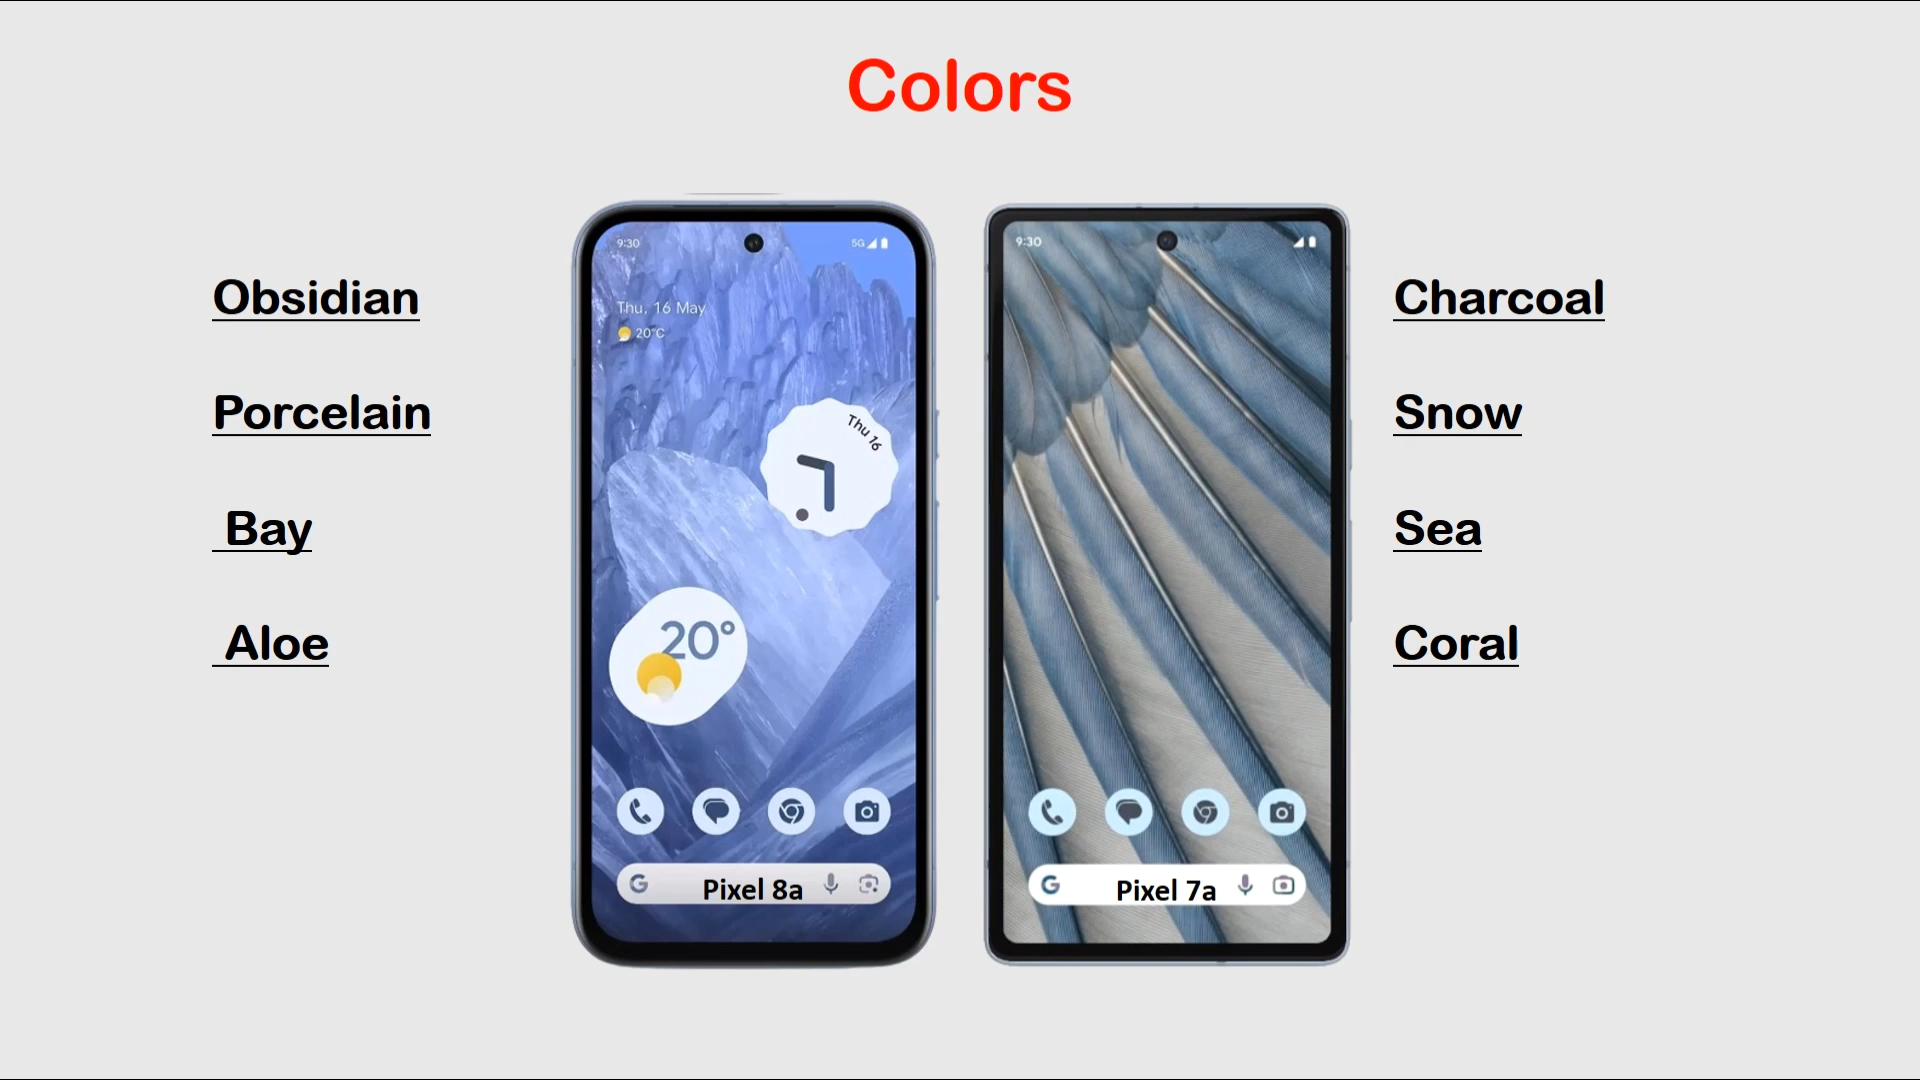 Colors
Obsidian
Porcelain
Bay
Aloe
9:30
5G
Thu, 16 May
20°C
Thu 16
20°
G
Pixel 8a
9:30
G
Pixel 7a
Charcoal
Snow
Sea
Coral